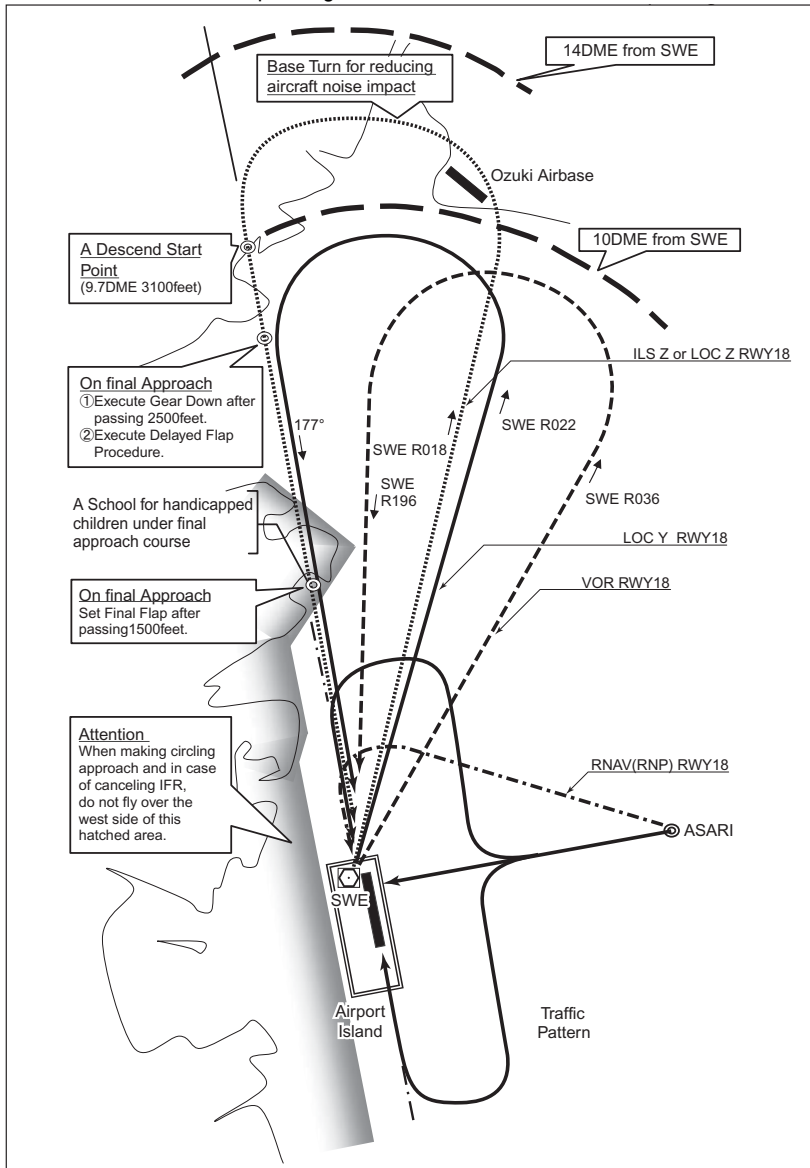 14DME from SWE
Base Turn for reducing
aircraft noise impact
Ozuki Airbase
10DME from SWE
A Descend Start
Point
(9.7DME 3100feet)
ILS Z or LOC Z RWY18
On final Approach
①Execute Gear Down after
passing 2500feet.
②Execute Delayed Flap
Procedure.
177°
SWE R018
SWE R022
SWE
R196
SWE R036
A School for handicapped
children under final
approach course
LOC Y RWY18
VOR RWY18
On final Approach
Set Final Flap after
passing1500feet.
Attention
When making circling
approach and in case
of canceling IFR,
do not fly over the
west side of this
hatched area.
RNAV(RNP) RWY18
ASARI
SWE
Airport
Island
Traffic
Pattern